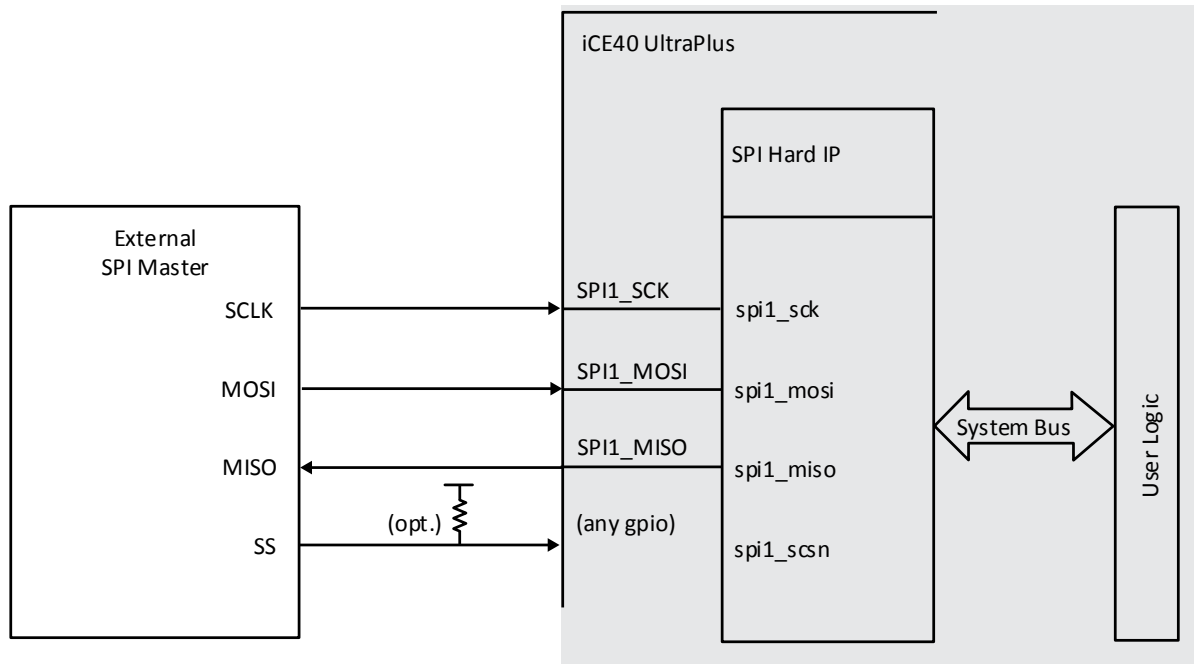 iCE40 UltraPlus
SPI Hard IP
External
SPI Master
SCLK
SPI1_SCK
spi1_sck
MOSI
SPI1_MOSI
spi1_mosi
System Bus
User Logic
MISO
SPI1_MISO
spi1_miso
SS
(opt.)
(any gpio)
spi1_scsn